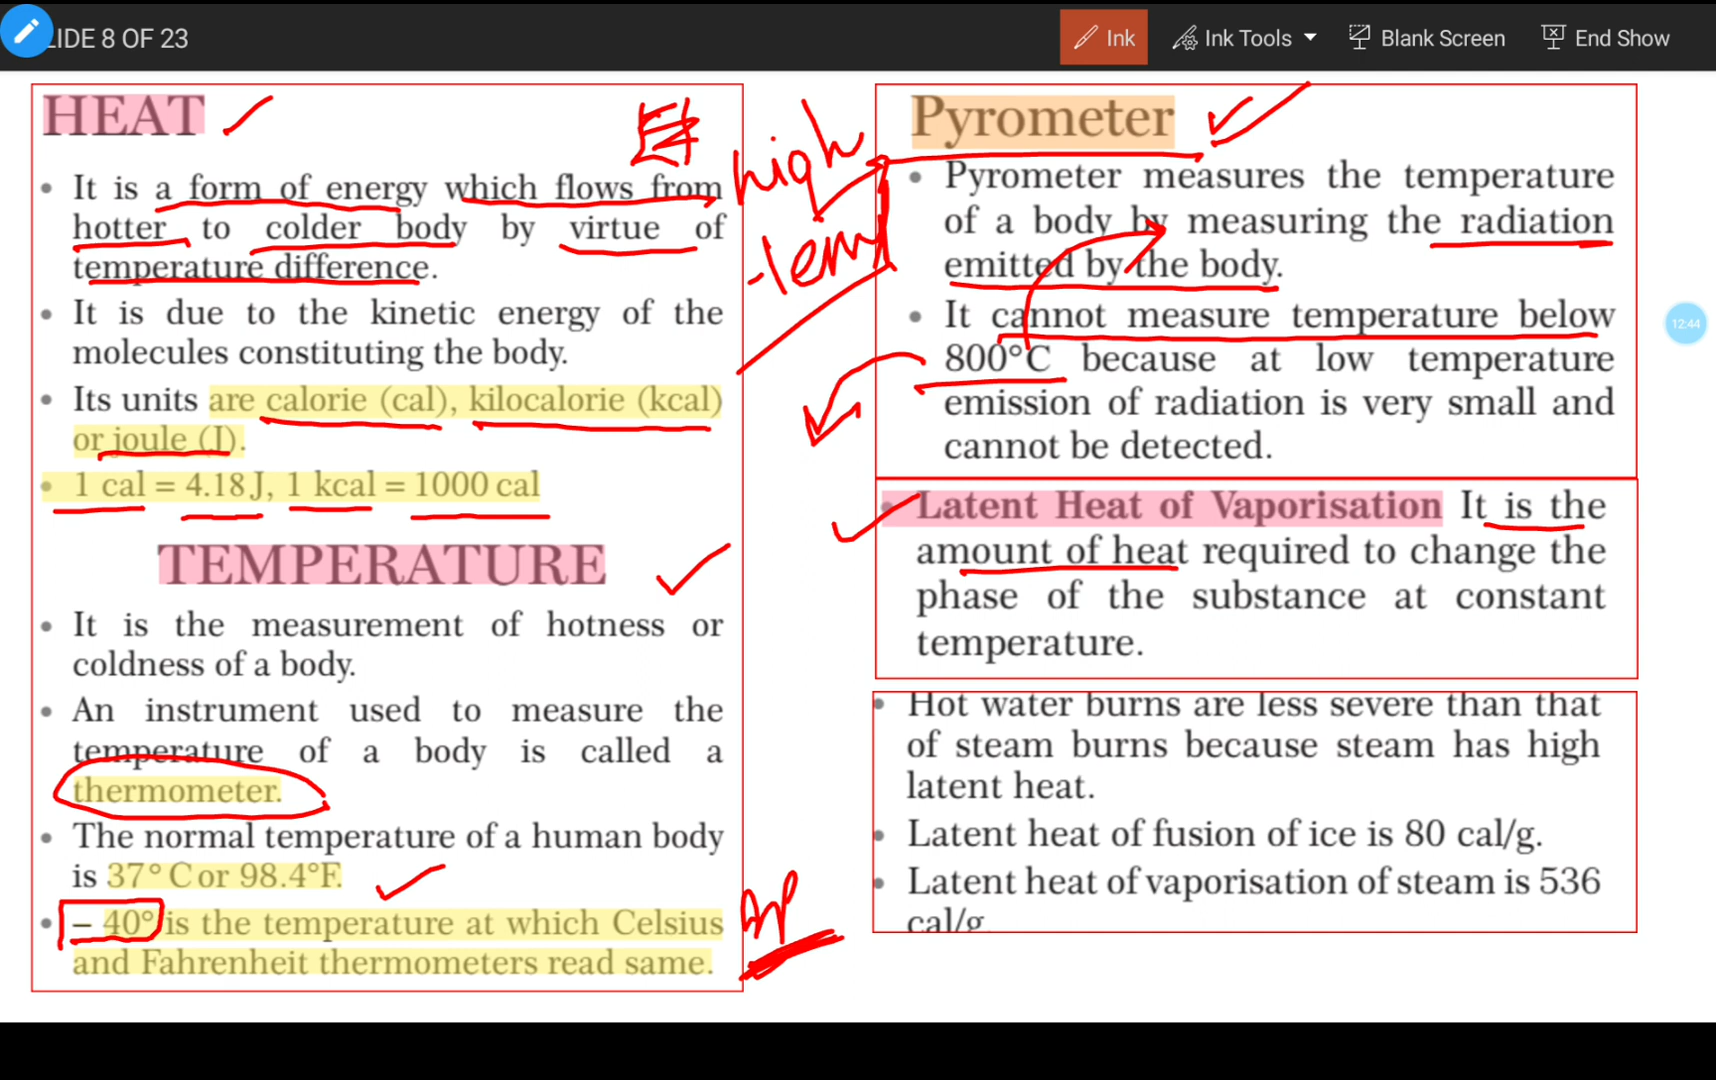 LIDE 8 OF 23
Ink
Ink Tools
Blank Screen
End Show
HEAT
• It is a form of energy which flows from
hotter to colder body by virtue of
temperature difference.
• It is due to the kinetic energy of the
molecules constituting the body.
• Its units are calorie (cal), kilocalorie (kcal)
or joule (J).
• 1 cal = 4.18 J, 1 kcal = 1000 cal
TEMPERATURE
• It is the measurement of hotness or
coldness of a body.
• An instrument used to measure the
temperature of a body is called a
thermometer.
• The normal temperature of a human body
is 37° C or 98.4°F.
• – 40° is the temperature at which Celsius
and Fahrenheit thermometers read same.
high
Pyrometer
• Pyrometer measures the temperature
of a body by measuring the radiation
emitted by the body.
• It cannot measure temperature below
800°C because at low temperature
emission of radiation is very small and
cannot be detected.
• Latent Heat of Vaporisation It is the
amount of heat required to change the
phase of the substance at constant
temperature.
• Hot water burns are less severe than that
of steam burns because steam has high
latent heat.
• Latent heat of fusion of ice is 80 cal/g.
• Latent heat of vaporisation of steam is 536
cal/g.
12:44